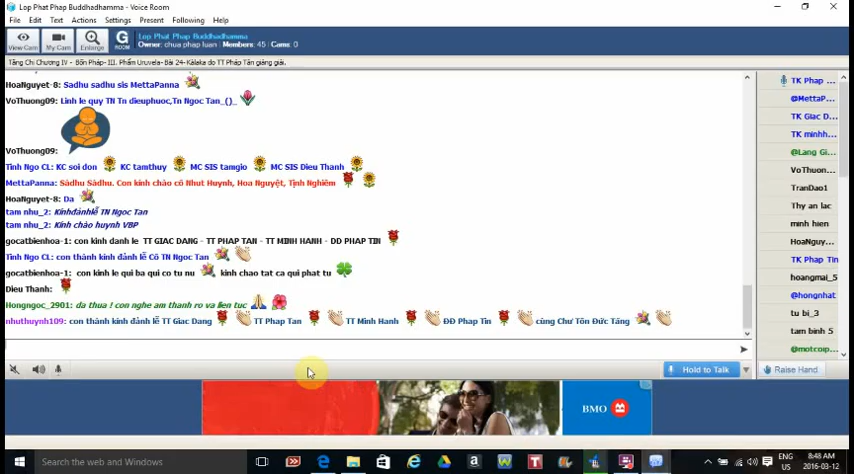 Lop Phat Phap Buddhadhamma - Voice Room
File Edit Text Actions Settings Present Following Help
View Cam My Cam Enlarge G ROOM
Lop Phat Phap Buddhadhamma
Owner: chua phap luan | Members: 45 | Cams: 0
Tăng Chi Chương IV - Bốn Pháp- III. Phẩm Uruvela- Bài 24- Kàlaka do TT Pháp Tân giảng giải.
HoaNguyet-8: Sadhu sadhu sis MettaPanna
VoThuong09: Linh le quy TN Tn dieuphuoc,Tn Ngoc Tan_()_
VoThuong09:
Tinh Ngo CL: KC soi don KC tamthuy MC SIS tamgio MC SIS Dieu Thanh
MettaPanna: Sàdhu Sàdhu. Con kính chào cô Nhut Huynh, Hoa Nguyệt, Tịnh Nghiêm
HoaNguyet-8: Da
tam nhu_2: Kínhđảnhlễ TN Ngoc Tan
tam nhu_2: Kính chào huynh VBP
gocatbienhoa-1: con kinh danh le TT GIAC DANG - TT PHAP TAN - TT MINH HANH - DD PHAP TIN
Tinh Ngo CL: con thành kính đảnh lễ Cô TN Ngoc Tan
gocatbienhoa-1: con kinh le qui ba qui co tu nu kinh chao tat ca qui phat tu
Dieu Thanh:
Hongngoc_2901: da thua ! con nghe am thanh ro va lien tuc
nhuthuynh109: con thành kính đảnh lễ TT Giac Dang TT Phap Tan TT Minh Hanh ĐĐ Phap Tin cùng Chư Tôn Đức Tăng
Hold to Talk
Raise Hand
TK Phap ...
@MettaP...
TK Giac D...
TK minhh...
@Lang Gi...
VoThuon...
TranDao1
Thy an lac
minh hien
HoaNguy...
TK Phap Tin
hoangmai_5
@hongnhat
tu bi_3
tam binh 5
@motcoip...
BMO
Search the web and Windows
ENG
US
8:48 AM
2016-03-12